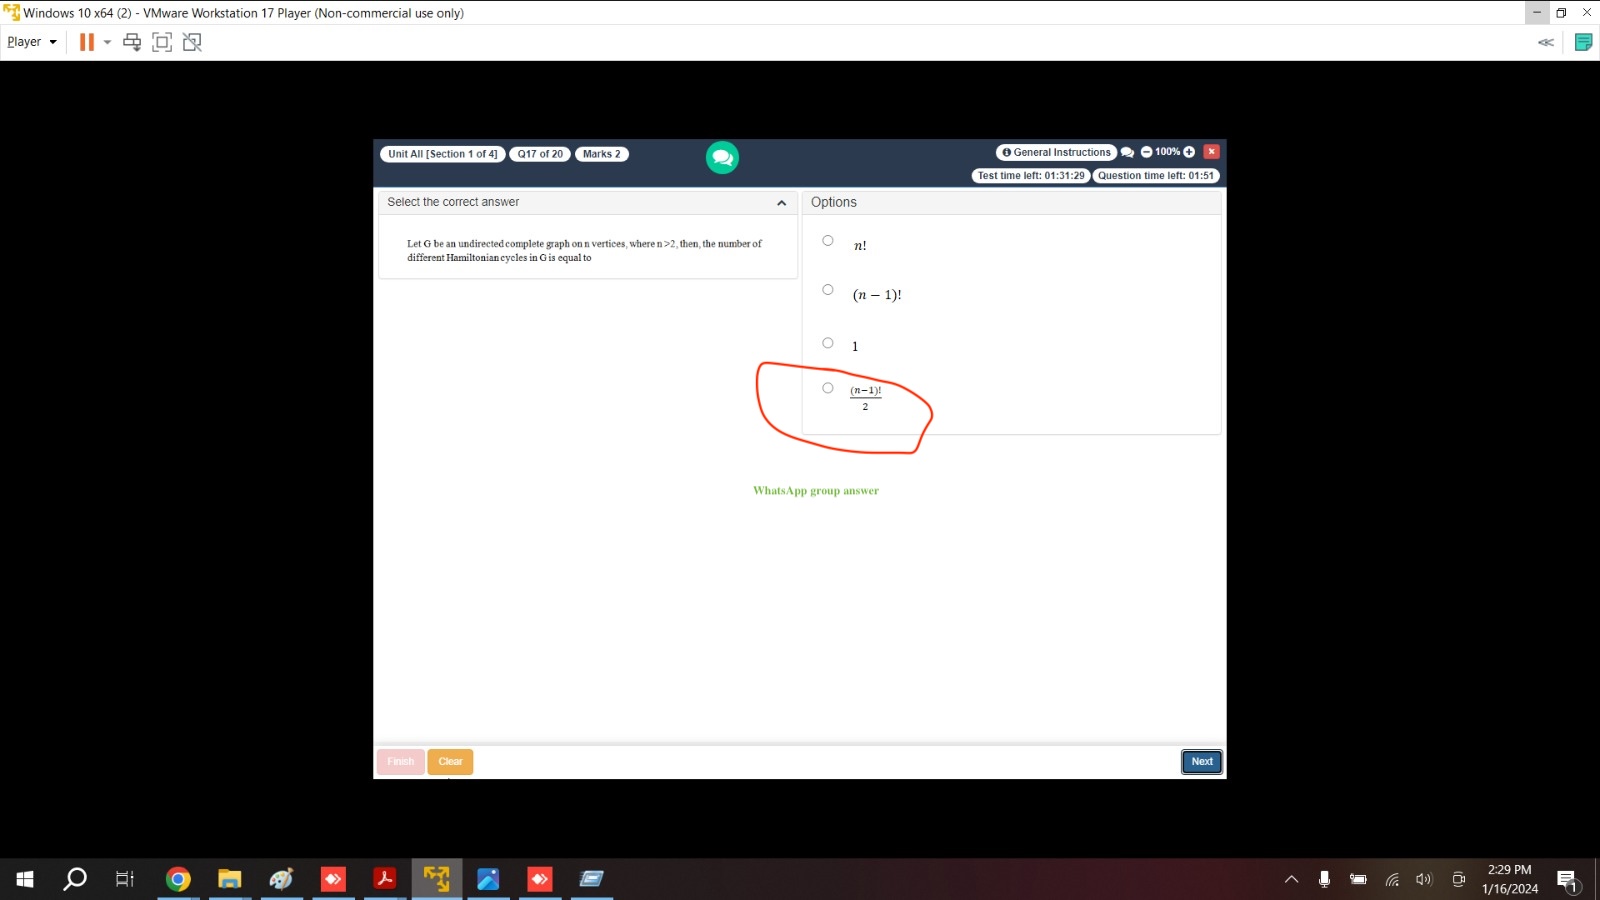 Windows 10 x64 (2) - VMware Workstation 17 Player (Non-commercial use only)
Player
Unit All [Section 1 of 4] Q17 of 20 Marks 2
General Instructions 100%
Test time left: 01:31:29 Question time left: 01:51
Select the correct answer
Let G be an undirected complete graph on n vertices, where n >2, then, the number of
different Hamiltonian cycles in G is equal to
Options
n!
(n − 1)!
1
(n−1)!
2
WhatsApp group answer
Finish Clear Next
2:29 PM
1/16/2024
1